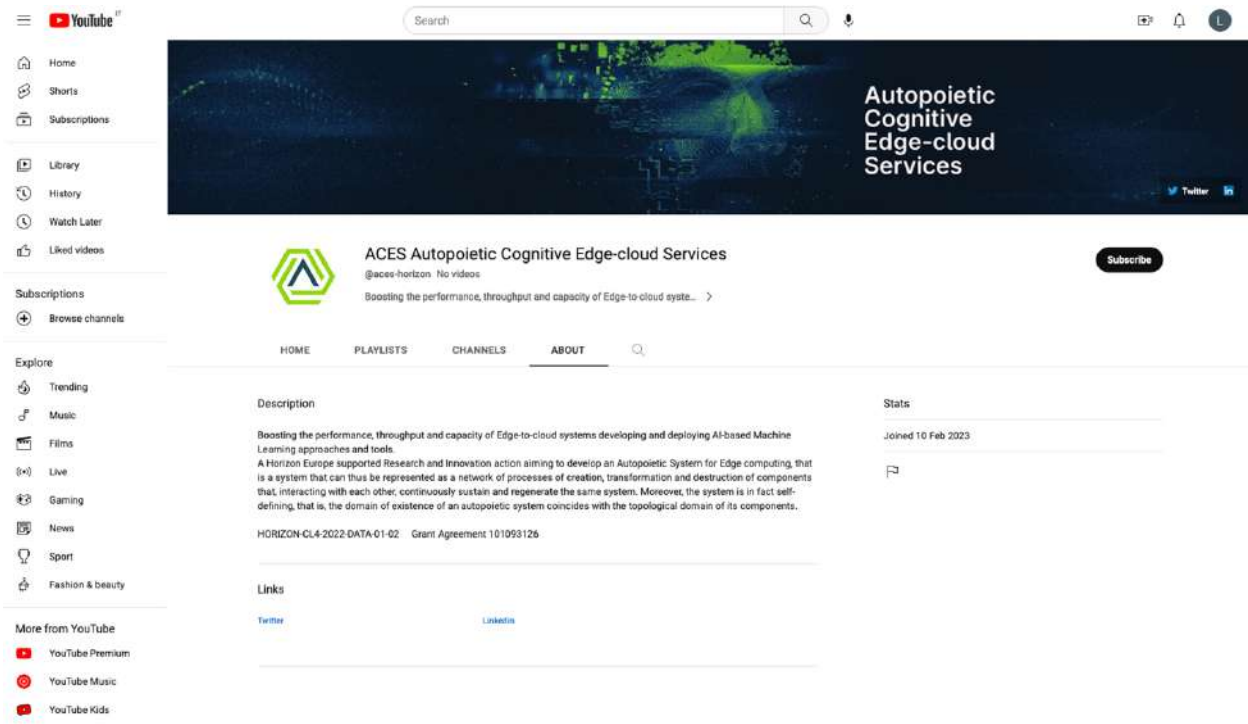 YouTube IT
Search
L
Home
Shorts
Subscriptions
Library
History
Watch Later
Liked videos
Subscriptions
Browse channels
Explore
Trending
Music
Films
Live
Gaming
News
Sport
Fashion & beauty
More from YouTube
YouTube Premium
YouTube Music
YouTube Kids
Autopoietic
Cognitive
Edge-cloud
Services
Twitter
in
ACES Autopoietic Cognitive Edge-cloud Services
@aces-horizon No videos
Boosting the performance, throughput and capacity of Edge-to-cloud syste...
Subscribe
HOME PLAYLISTS CHANNELS ABOUT
Description
Boosting the performance, throughput and capacity of Edge-to-cloud systems developing and deploying AI-based Machine
Learning approaches and tools.
A Horizon Europe supported Research and Innovation action aiming to develop an Autopoietic System for Edge computing, that
is a system that can thus be represented as a network of processes of creation, transformation and destruction of components
that, interacting with each other, continuously sustain and regenerate the same system. Moreover, the system is in fact self-
defining, that is, the domain of existence of an autopoietic system coincides with the topological domain of its components.
HORIZON-CL4-2022-DATA-01-02 Grant Agreement 101093126
Links
Twitter Linkedin
Stats
Joined 10 Feb 2023